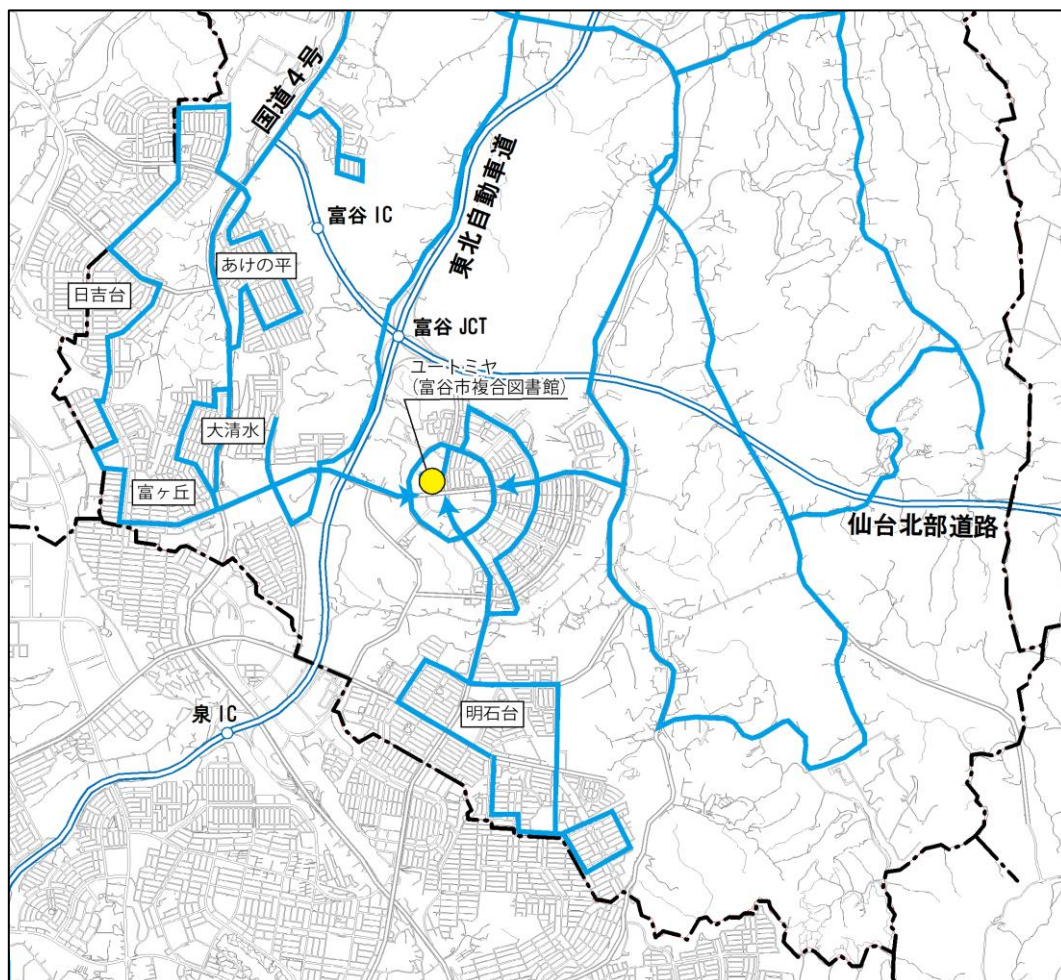 国道4号
東北自動車道
富谷 IC
あけの平
日吉台
富谷 JCT
ユートミヤ
（富谷市複合図書館）
大清水
富ヶ丘
仙台北部道路
明石台
泉 IC